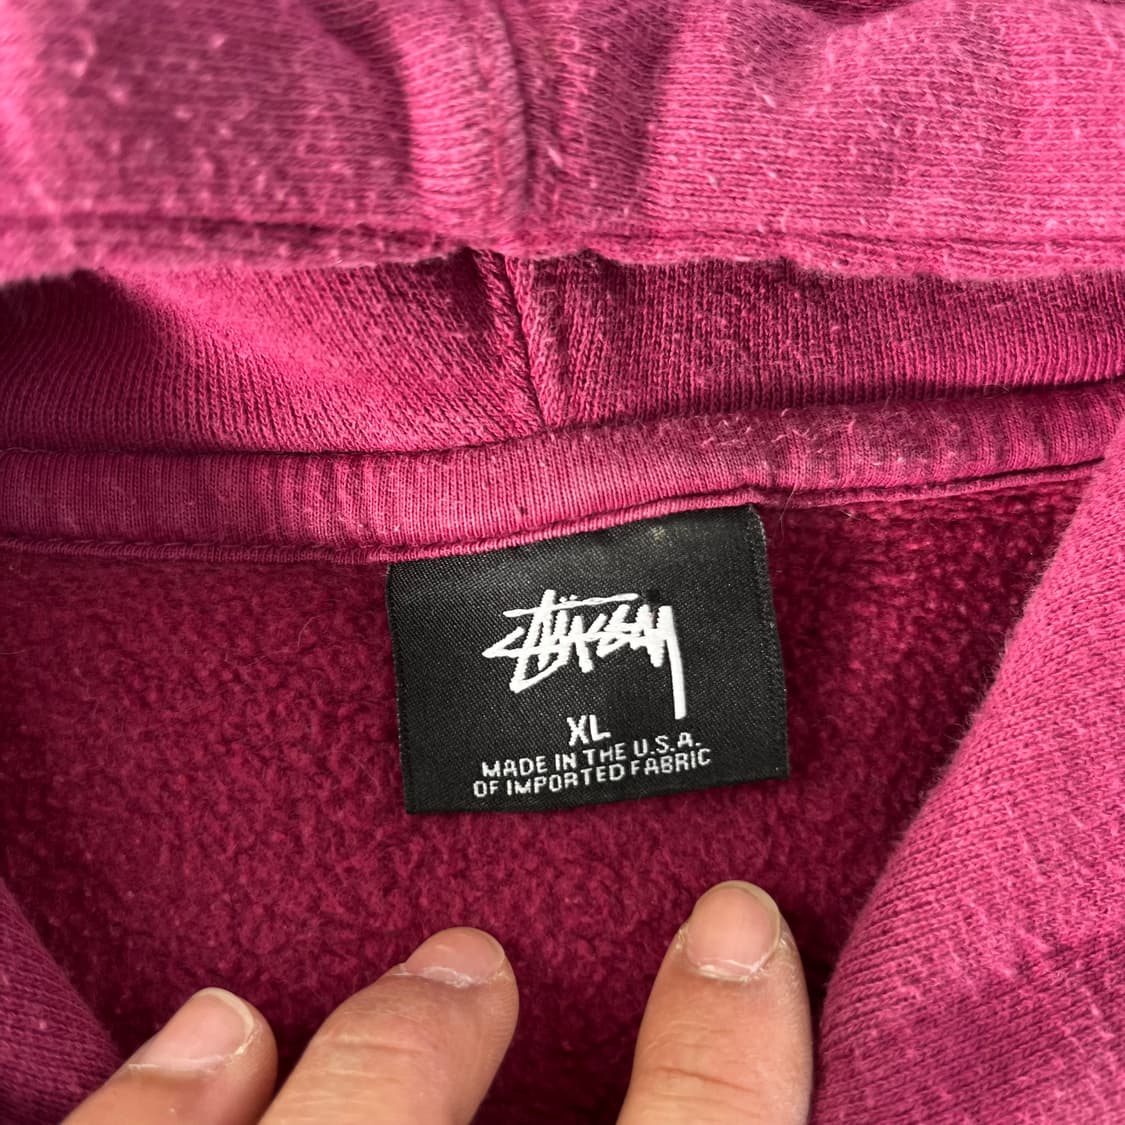 Stüssy
XL
MADE IN THE U.S.A.
OF IMPORTED FABRIC